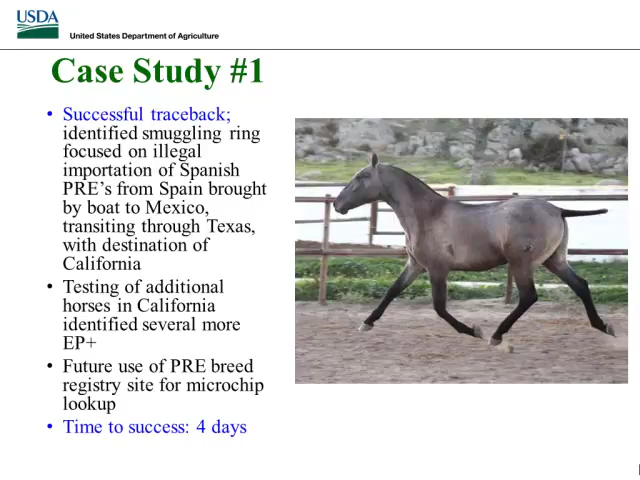 USDA
United States Department of Agriculture
Case Study #1
• Successful traceback;
identified smuggling ring
focused on illegal
importation of Spanish
PRE's from Spain brought
by boat to Mexico,
transiting through Texas,
with destination of
California
• Testing of additional
horses in California
identified several more
EP+
• Future use of PRE breed
registry site for microchip
lookup
• Time to success: 4 days